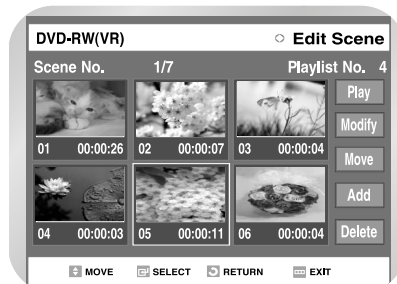 DVD-RW(VR) Edit Scene
Scene No. 1/7 Playlist No. 4
Play
01 00:00:26 02 00:00:07 03 00:00:04
Modify
Move
Add
04 00:00:03 05 00:00:11 06 00:00:04
Delete
MOVE SELECT RETURN EXIT